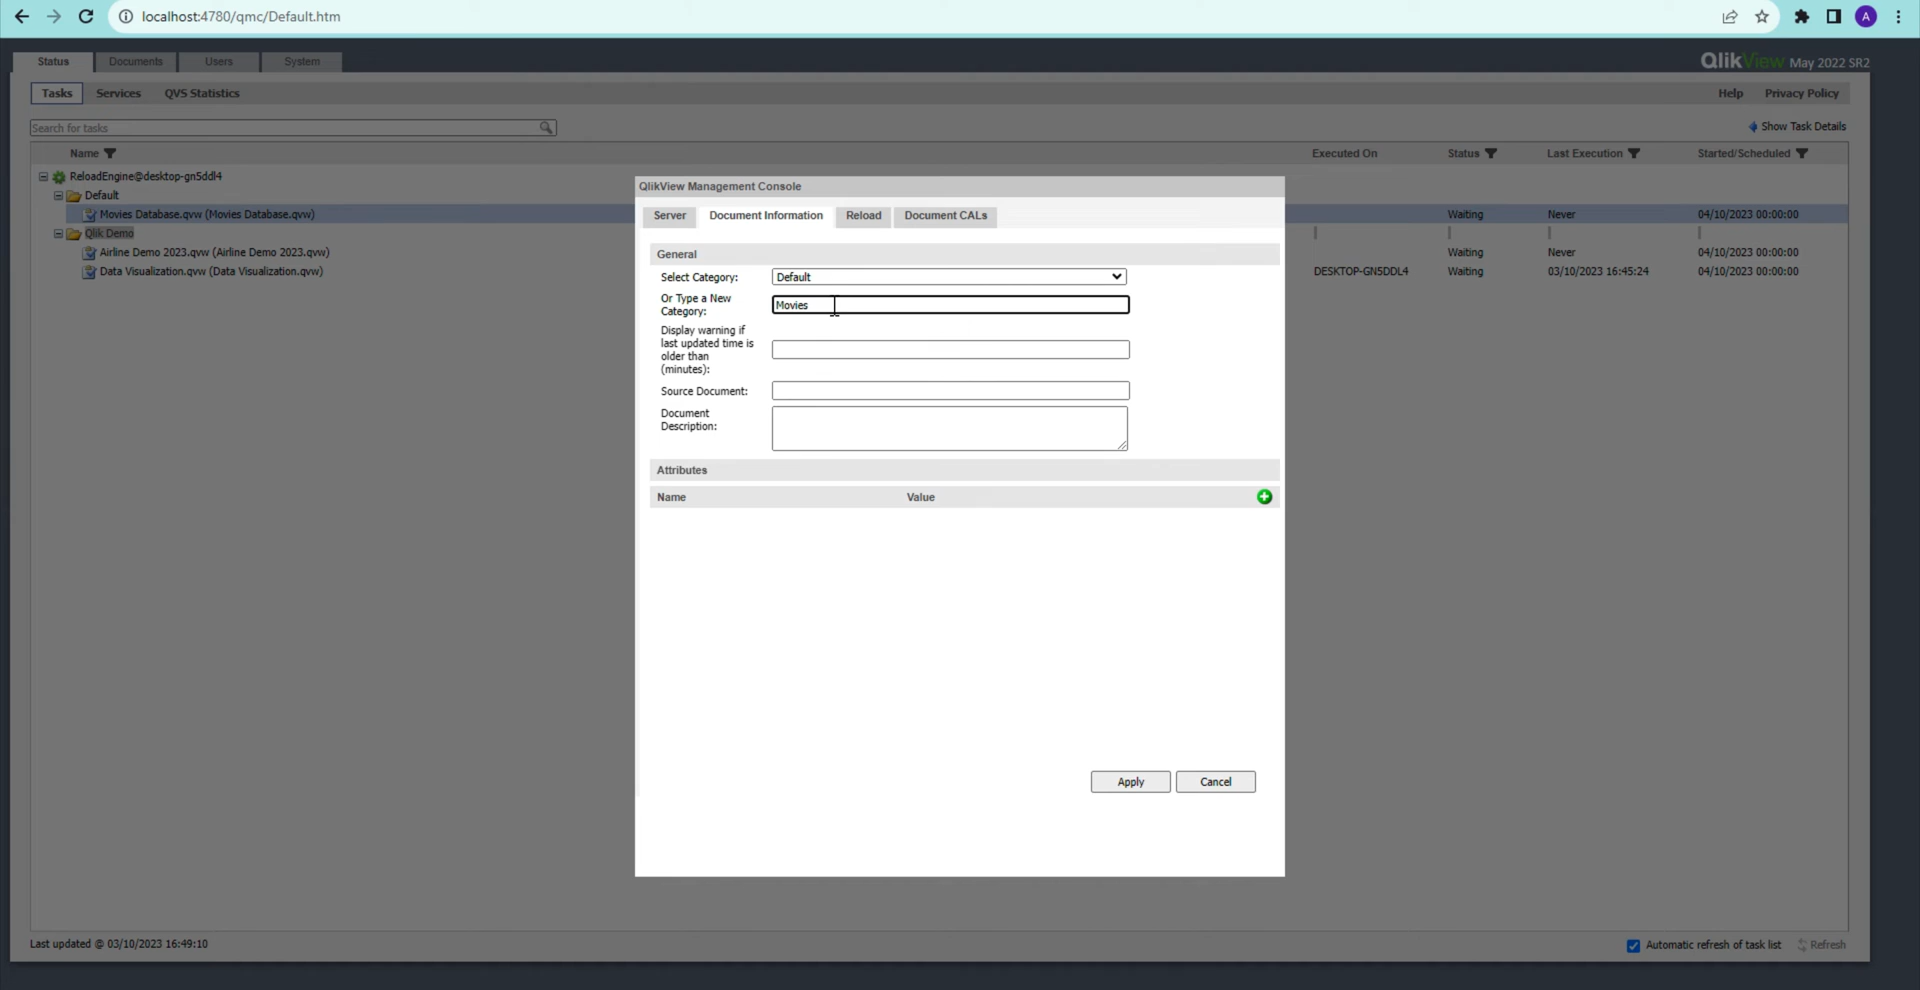 localhost:4780/qmc/Default.htm
A
Status Documents Users System
QlikView May 2022 SR2
Tasks Services QVS Statistics Help Privacy Policy
Search for tasks
Show Task Details
Name Executed On Status Last Execution Started/Scheduled
ReloadEngine@desktop-gn5ddl4
Default
Movies Database.qvw (Movies Database.qvw) Waiting Never 04/10/2023 00:00:00
Qlik Demo
Airline Demo 2023.qvw (Airline Demo 2023.qvw) Waiting Never 04/10/2023 00:00:00
Data Visualization.qvw (Data Visualization.qvw) DESKTOP-GN5DDL4 Waiting 03/10/2023 16:45:24 04/10/2023 00:00:00
QlikView Management Console
Server Document Information Reload Document CALs
General
Select Category: Default
Or Type a New
Category: Movies
Display warning if
last updated time is
older than
(minutes):
Source Document:
Document
Description:
Attributes
Name Value
Apply Cancel
Last updated @ 03/10/2023 16:49:10
Automatic refresh of task list Refresh